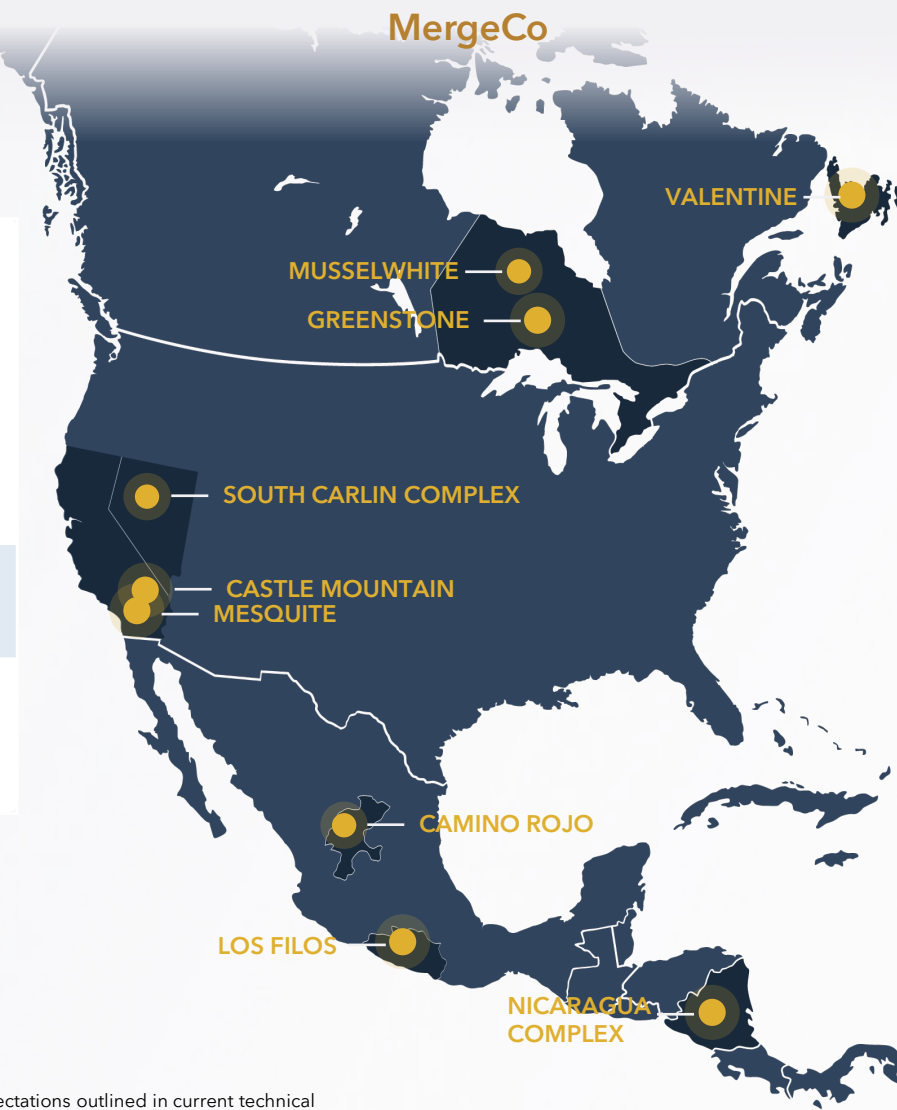 MergeCo
VALENTINE
MUSSELWHITE
GREENSTONE
SOUTH CARLIN COMPLEX
CASTLE MOUNTAIN
MESQUITE
CAMINO ROJO
LOS FILOS
NICARAGUA
COMPLEX
outlined in current technical